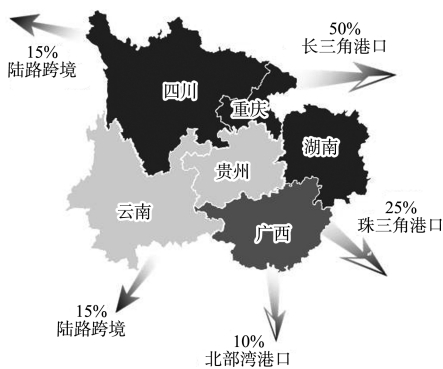 15%
陆路跨境
50%
长三角港口
四川
重庆
湖南
贵州
云南
广西
25%
珠三角港口
15%
陆路跨境
10%
北部湾港口